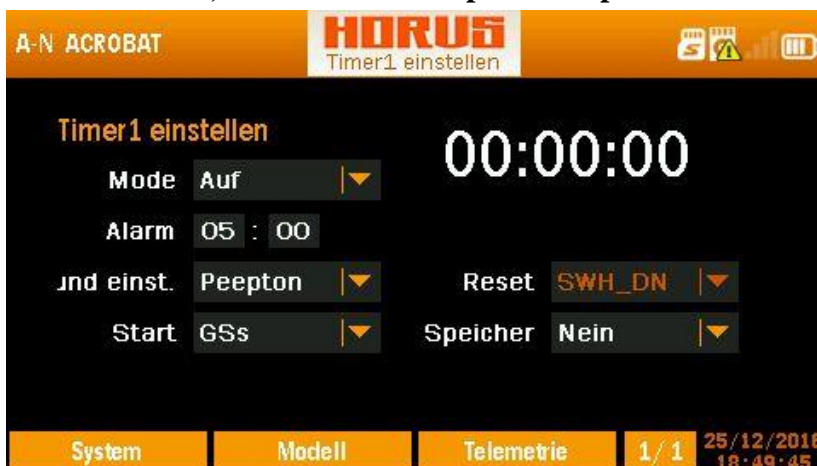 A-N ACROBAT
HORUS
Timer1 einstellen
Timer1 einstellen
00:00:00
Mode Auf
Alarm 05 : 00
und einst. Peepton
Reset SWH_DN
Start GSs
Speicher Nein
System Modell Telemetrie 1/1
25/12/2018
18:49:45